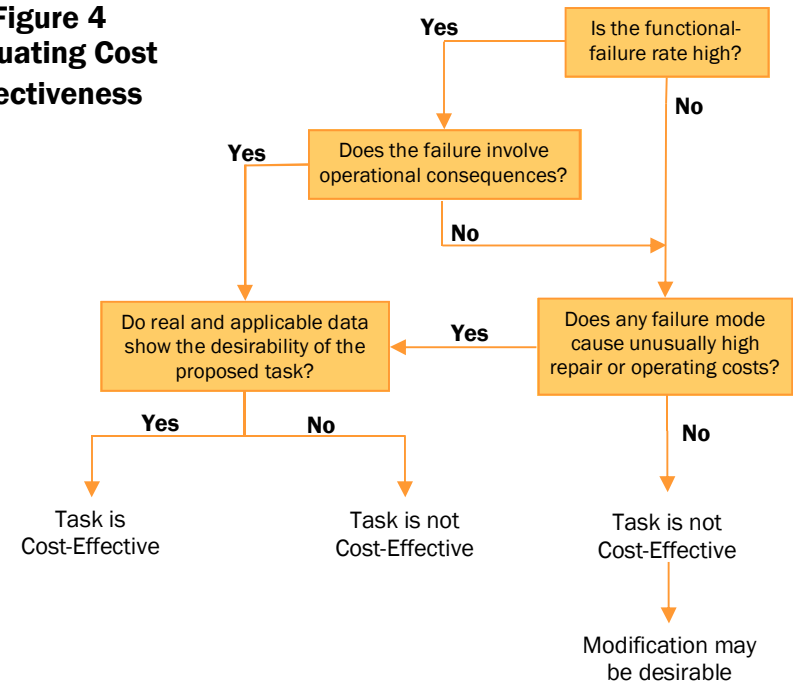 Figure 4
uating Cost
ectiveness
Yes
Is the functional-
failure rate high?
No
Yes
Does the failure involve
operational consequences?
No
Do real and applicable data
show the desirability of the
proposed task?
Yes
Does any failure mode
cause unusually high
repair or operating costs?
Yes
No
No
Task is
Cost-Effective
Task is not
Cost-Effective
Task is not
Cost-Effective
Modification may
be desirable